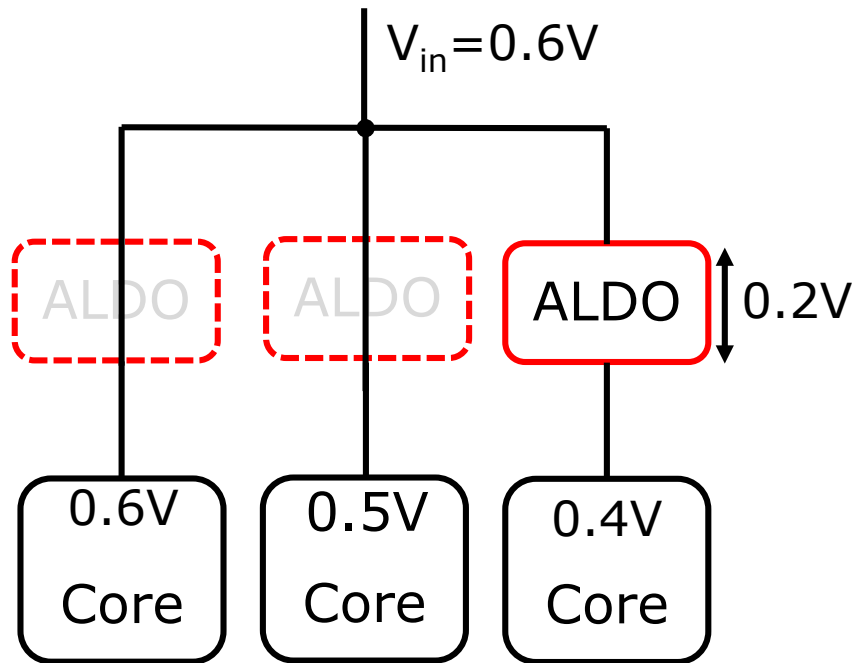 Vin=0.6V
ALDO
ALDO
ALDO
0.2V
0.6V
Core
0.5V
Core
0.4V
Core